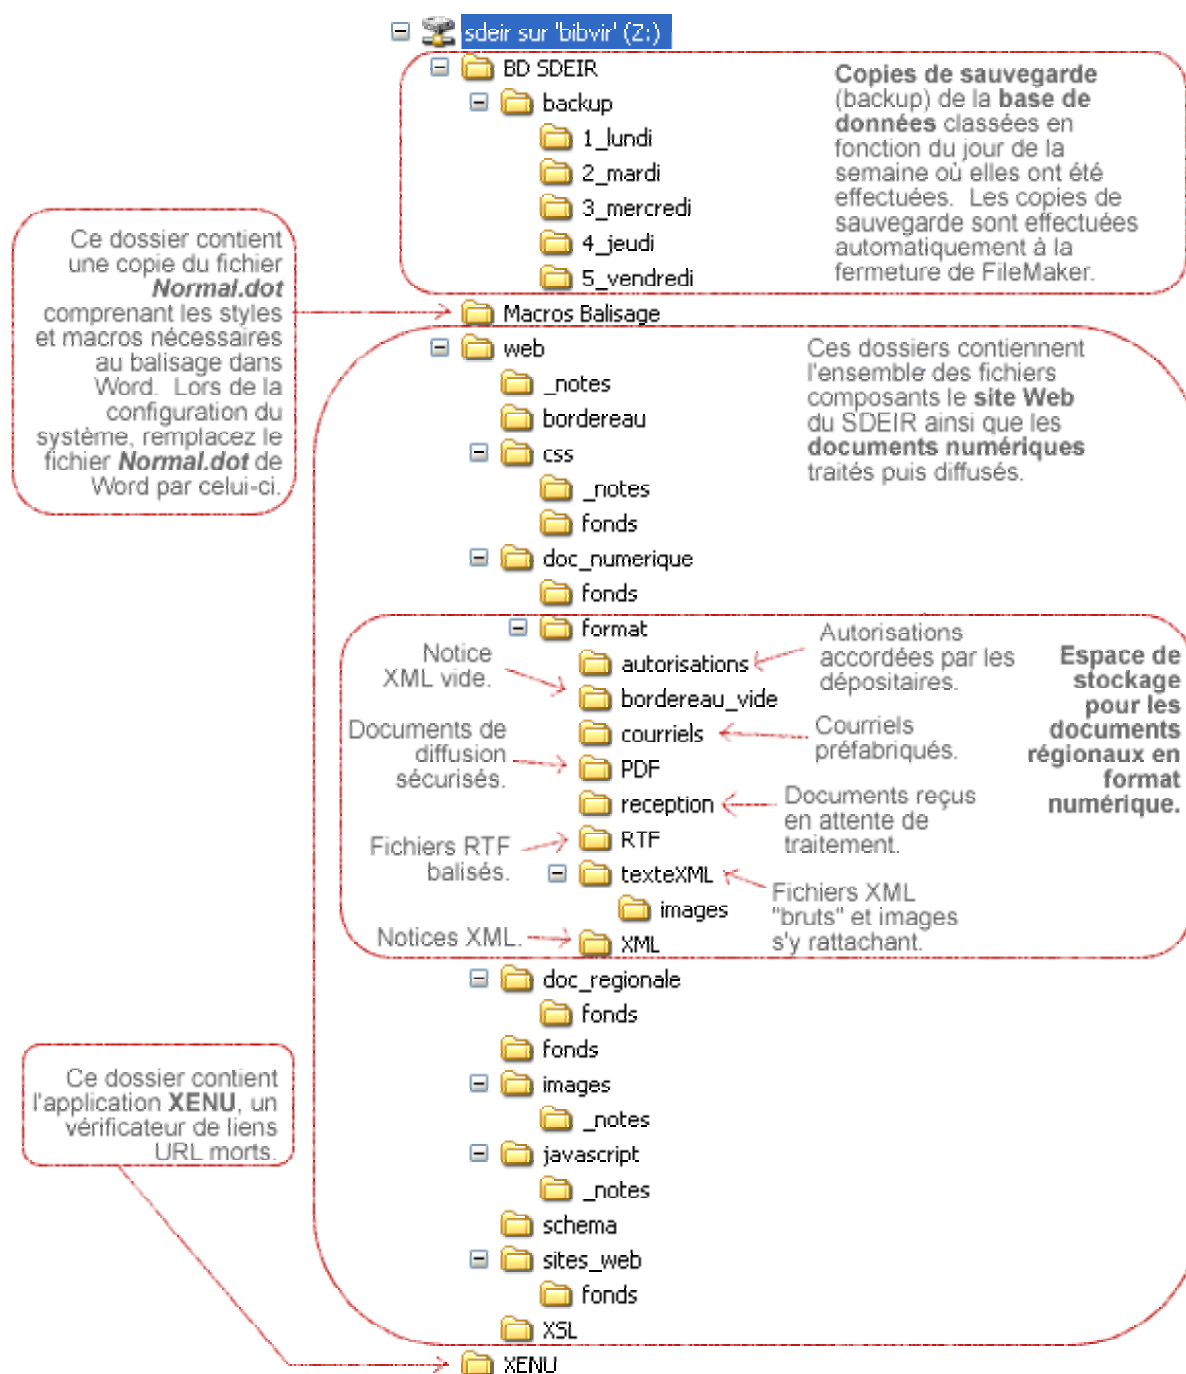 sdeir sur 'bibvir' (Z:)
BD SDEIR
backup
1_lundi
2_mardi
3_mercredi
4_jeudi
5_vendredi
Copies de sauvegarde
(backup) de la base de
données classées en
fonction du jour de la
semaine où elles ont été
effectuées. Les copies de
sauvegarde sont effectuées
automatiquement à la
fermeture de FileMaker.
Ce dossier contient
une copie du fichier
Normal.dot
comprenant les styles
et macros nécessaires
au balisage dans
Word. Lors de la
configuration du
système, remplacez le
fichier Normal.dot de
Word par celui-ci.
Macros Balisage
web
_notes
bordereau
css
_notes
fonds
doc_numerique
fonds
Ces dossiers contiennent
l'ensemble des fichiers
composants le site Web
du SDEIR ainsi que les
documents numériques
traités puis diffusés.
format
autorisations
bordereau_vide
courriels
PDF
reception
RTF
texteXML
images
XML
Notice
XML vide.
Documents de
diffusion
sécurisés.
Fichiers RTF
balisés.
Notices XML.
Autorisations
accordées par les
dépositaires.
Courriels
préfabriqués.
Documents reçus
en attente de
traitement.
Fichiers XML
"bruts" et images
s'y rattachant.
Espace de
stockage
pour les
documents
régionaux en
format
numérique.
doc_regionale
fonds
fonds
images
_notes
javascript
_notes
schema
sites_web
fonds
XSL
Ce dossier contient
l'application XENU, un
vérificateur de liens
URL morts.
XENU